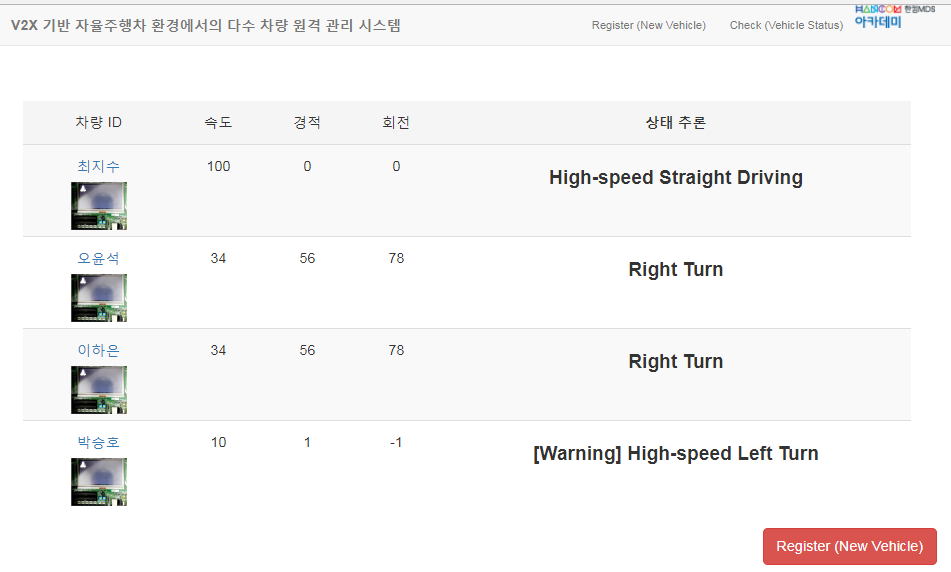 V2X 기반 자율주행차 환경에서의 다수 차량 원격 관리 시스템
Register (New Vehicle)
Check (Vehicle Status)
HANCOM 한컴MDS
아카데미
차량 ID 속도 경적 회전 상태 추론
최지수 100 0 0 High-speed Straight Driving
오윤석 34 56 78 Right Turn
이하은 34 56 78 Right Turn
박승호 10 1 -1 [Warning] High-speed Left Turn
Register (New Vehicle)